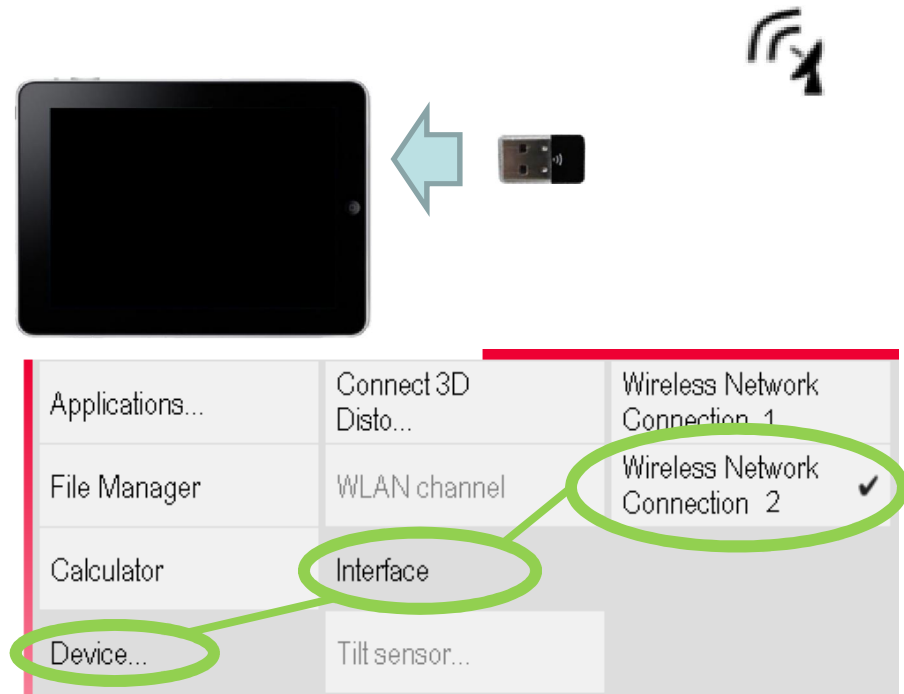 Applications...
Connect 3D
Disto...
Wireless Network
Connection 1
File Manager
WLAN channel
Wireless Network
Connection 2
Calculator
Interface
Device...
Tilt sensor...